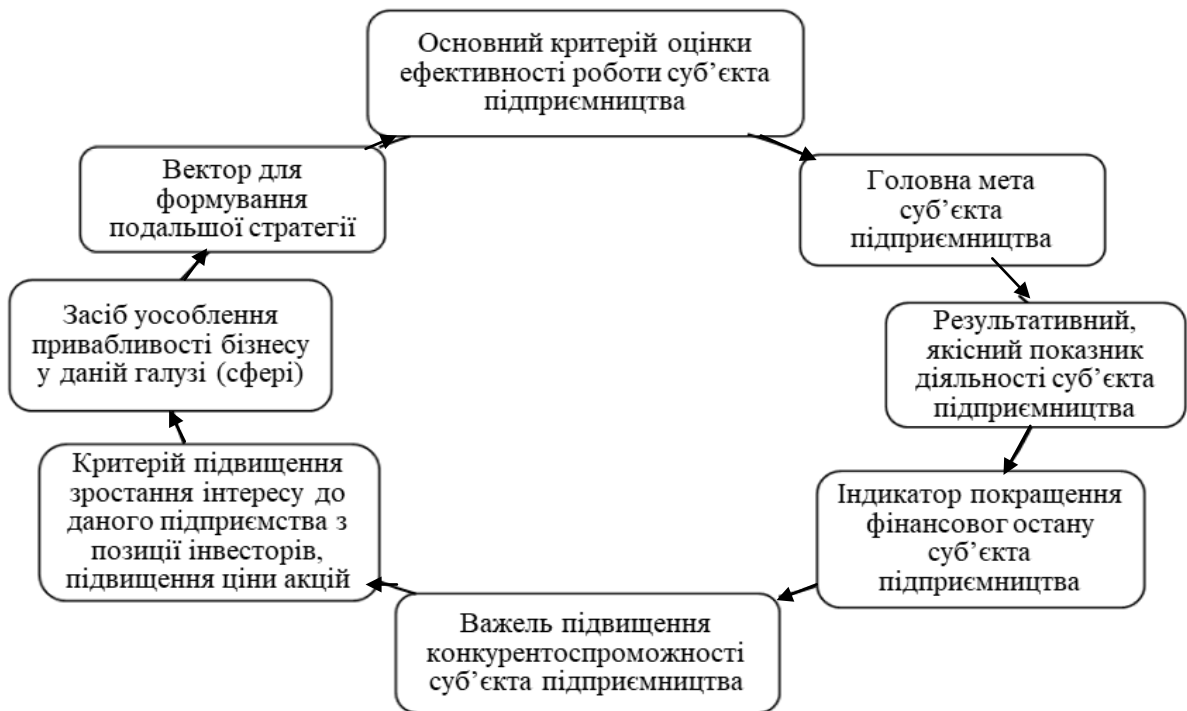 Основний критерій оцінки
ефективності роботи суб’єкта
підприємництва
Головна мета
суб’єкта
підприємництва
Результативний,
якісний показник
діяльності суб’єкта
підприємництва
Індикатор покращення
фінансовог остану
суб’єкта
підприємництва
Важель підвищення
конкурентоспроможності
суб’єкта підприємництва
Критерій підвищення
зростання інтересу до
даного підприємства з
позиції інвесторів,
підвищення ціни акцій
Засіб уособлення
привабливості бізнесу
у даній галузі (сфері)
Вектор для
формування
подальшої стратегії